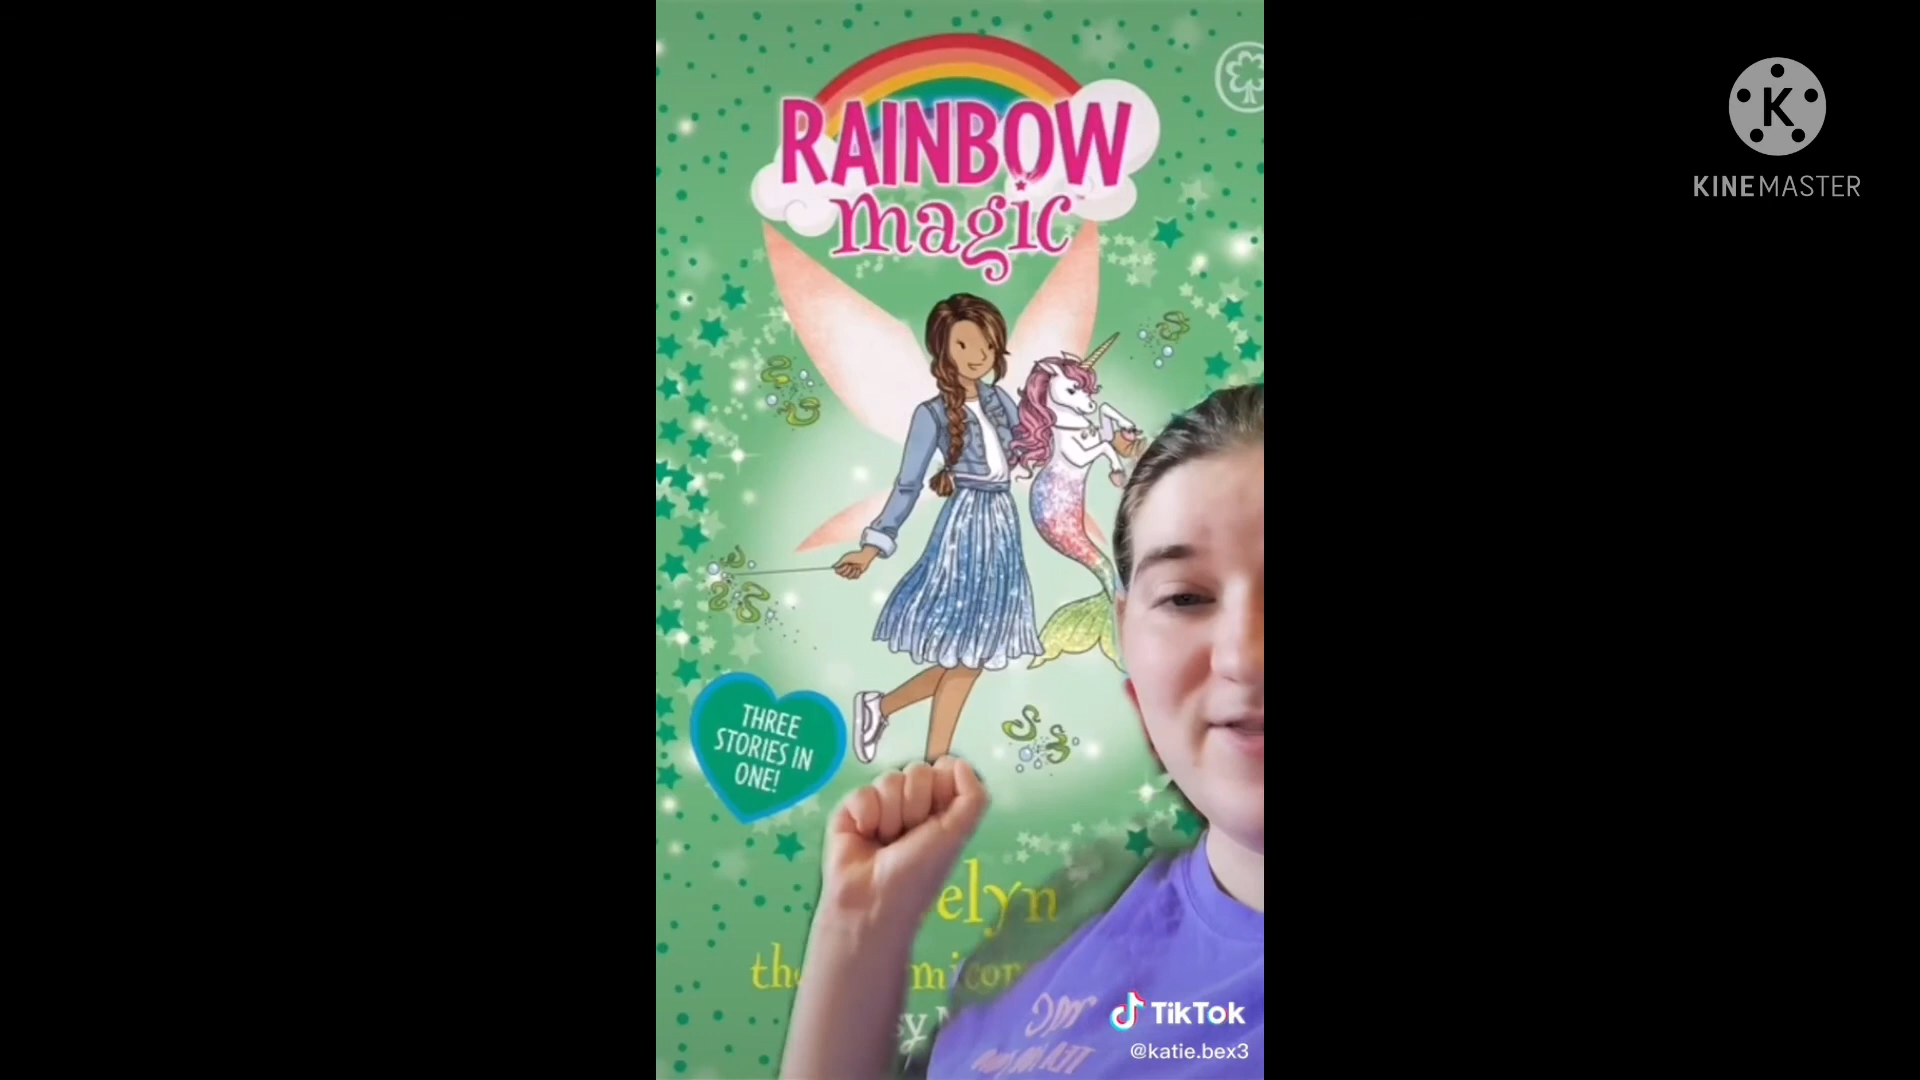 RAINBOW
magic
K
KINEMASTER
THREE
STORIES IN
ONE!
TikTok
@katie.bex3